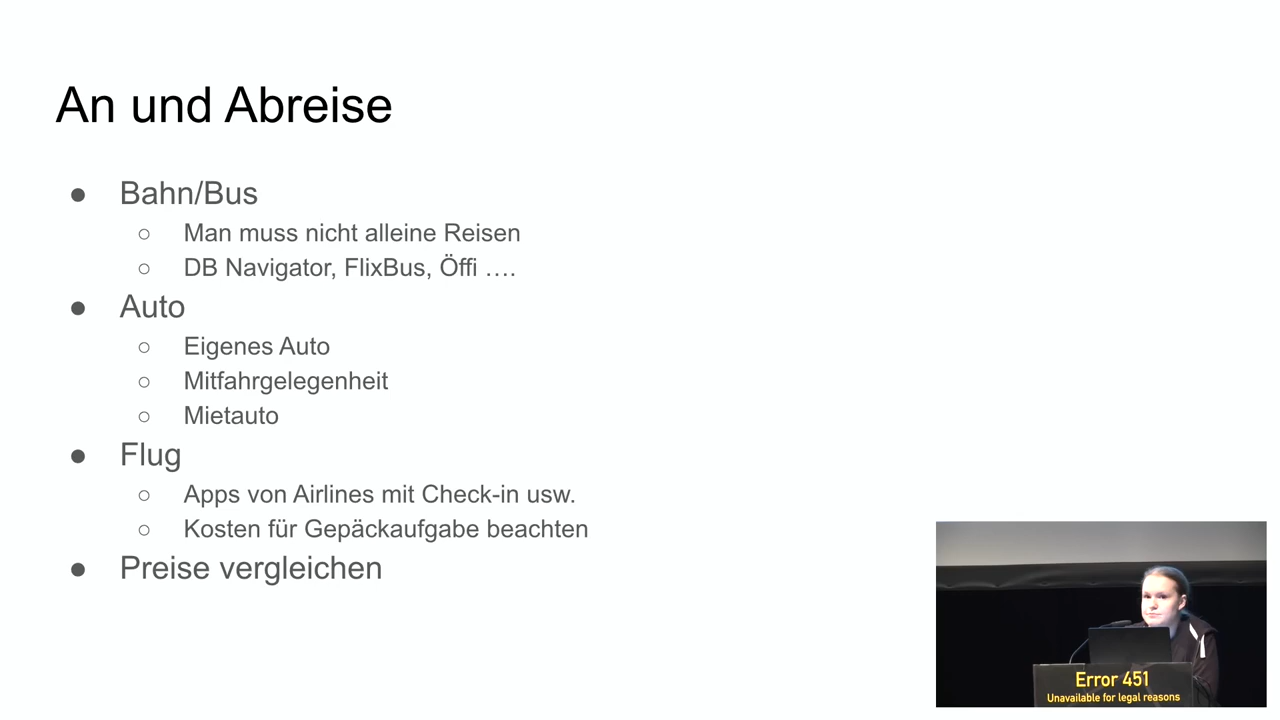 An und Abreise
● Bahn/Bus
○ Man muss nicht alleine Reisen
○ DB Navigator, FlixBus, Öffi ….
● Auto
○ Eigenes Auto
○ Mitfahrgelegenheit
○ Mietauto
● Flug
○ Apps von Airlines mit Check-in usw.
○ Kosten für Gepäckaufgabe beachten
● Preise vergleichen
Error 451
Unavailable for legal reasons